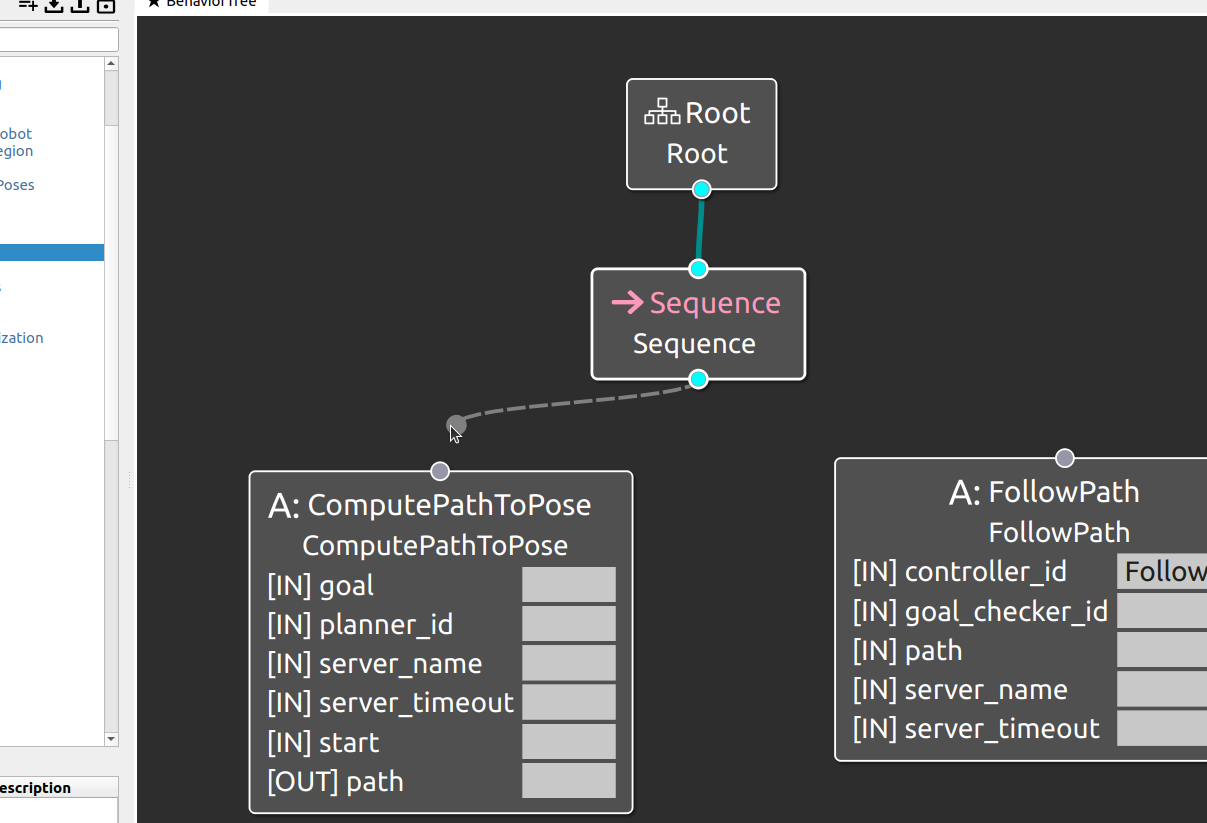 BehaviorTree
obot
egion
Poses
zation
escription
Root
Root
Sequence
Sequence
A: ComputePathToPose
ComputePathToPose
[IN] goal
[IN] planner_id
[IN] server_name
[IN] server_timeout
[IN] start
[OUT] path
A: FollowPath
FollowPath
[IN] controller_id Follow
[IN] goal_checker_id
[IN] path
[IN] server_name
[IN] server_timeout